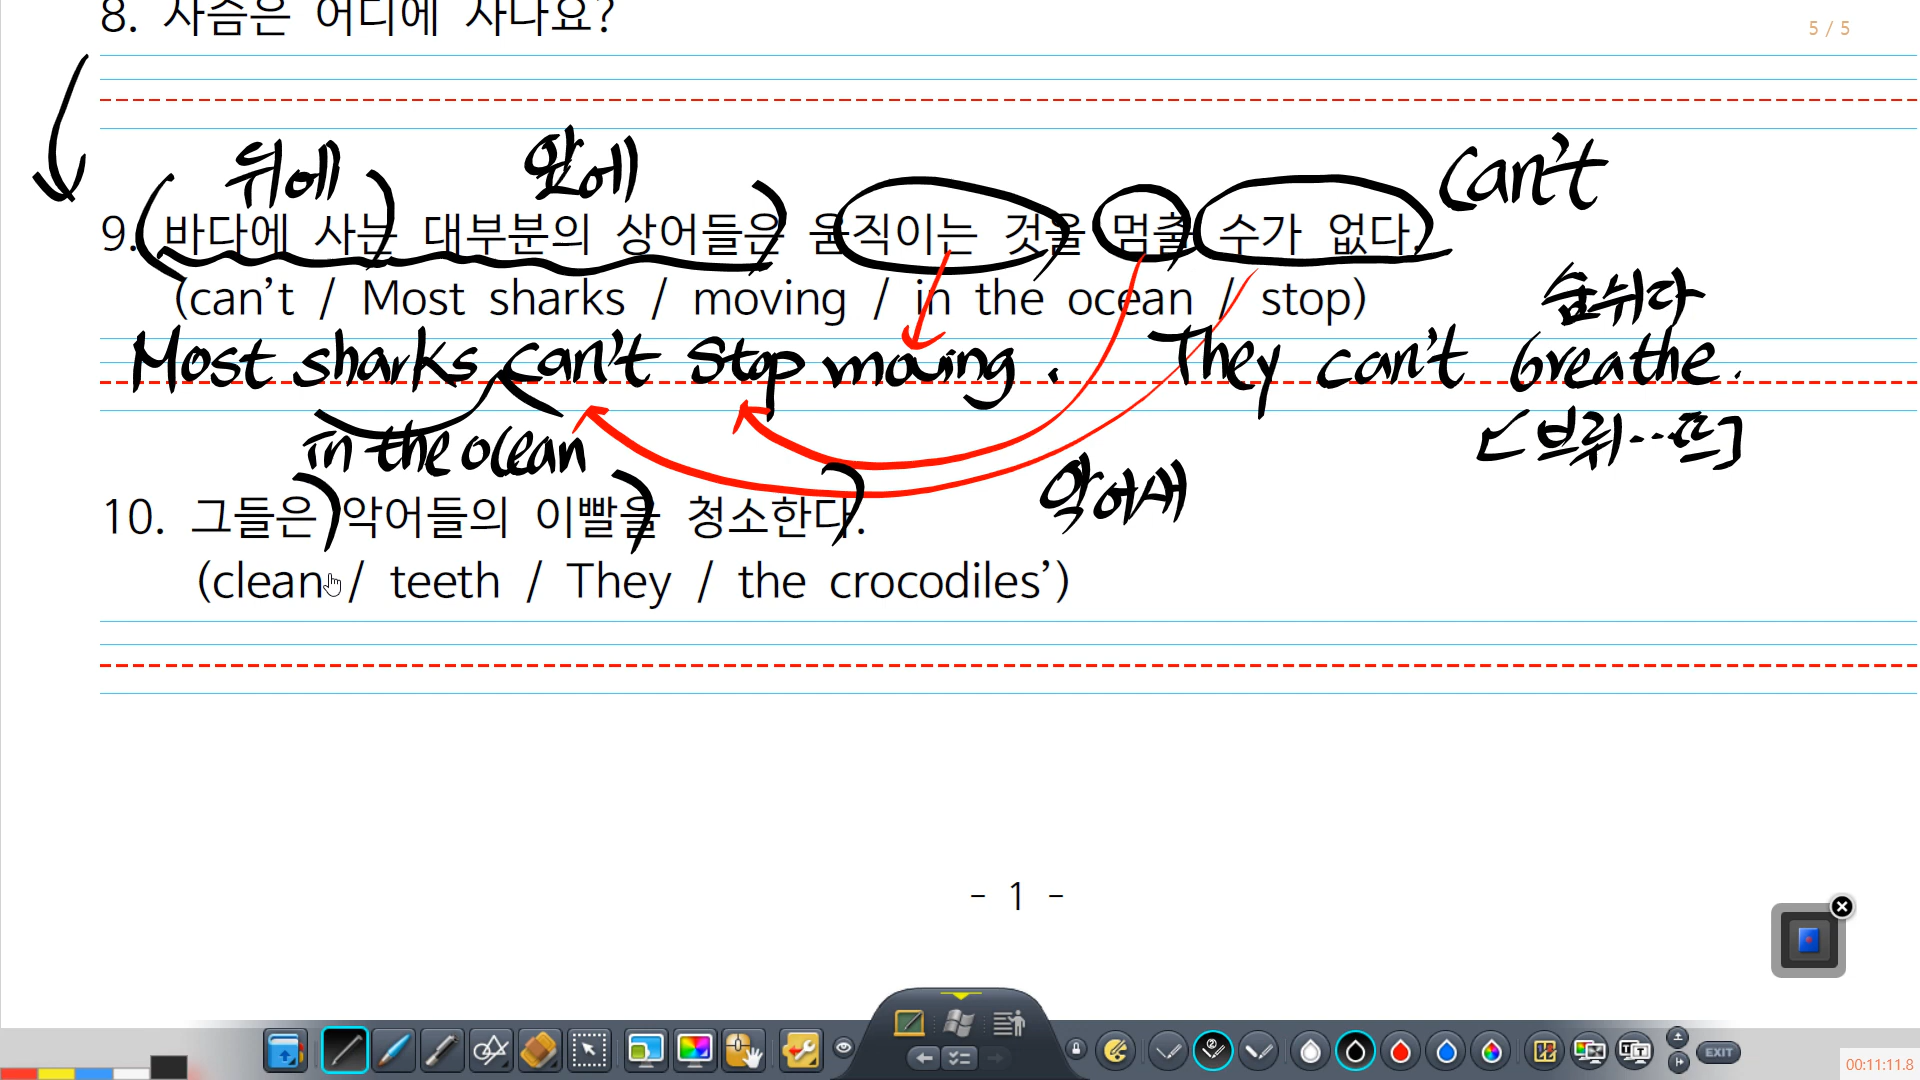 8. 사슴은 어디에 사나요?
5 / 5
뒤에 앞에 can't
9. 바다에 사는 대부분의 상어들은 움직이는 것을 멈출 수가 없다.
(can't / Most sharks / moving / in the ocean / stop)
숨쉬다
Most sharks can't stop moving. They can't breathe.
in the ocean
[브뤼...뜨]
악어새
10. 그들은 악어들의 이빨을 청소한다.
(clean / teeth / They / the crocodiles')
- 1 -
EXIT
00:11:11.8